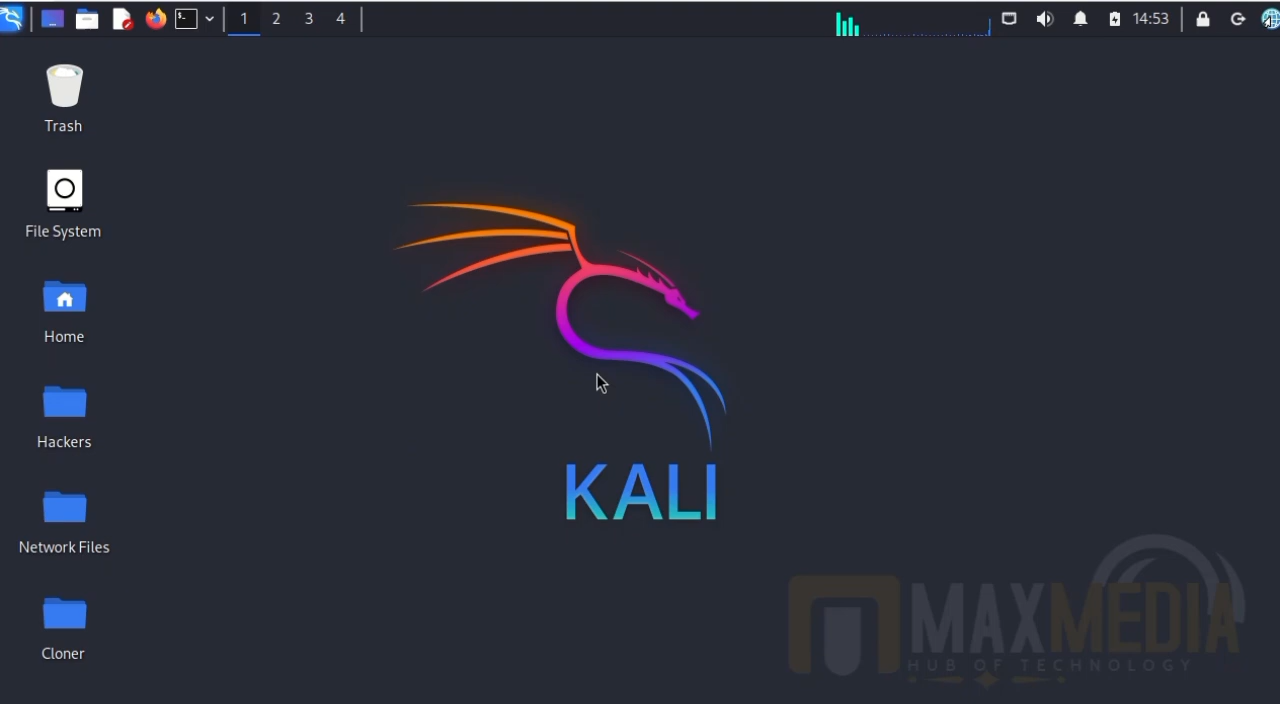 1 2 3 4
14:53
Trash
File System
Home
Hackers
Network Files
Cloner
KALI
MAXMEDIA
HUB OF TECHNOLOGY